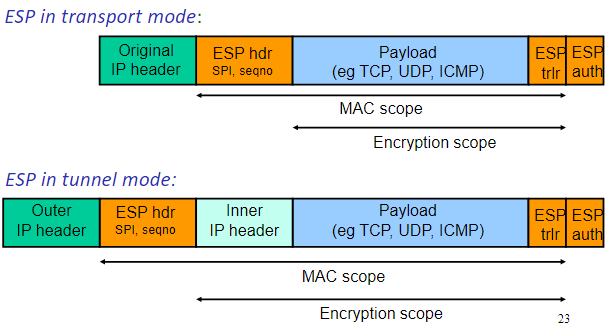 ESP in transport mode:
Original
IP header
ESP hdr
SPI, seqno
Payload
(eg TCP, UDP, ICMP)
ESP
trlr
ESP
auth
MAC scope
Encryption scope
ESP in tunnel mode:
Outer
IP header
ESP hdr
SPI, seqno
Inner
IP header
Payload
(eg TCP, UDP, ICMP)
ESP
trlr
ESP
auth
MAC scope
Encryption scope
23